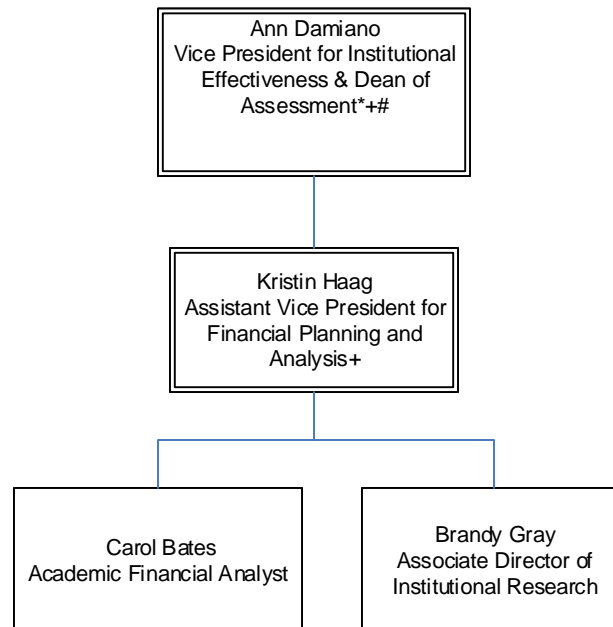 Ann Damiano
Vice President for Institutional
Effectiveness & Dean of
Assessment*+#
Kristin Haag
Assistant Vice President for
Financial Planning and
Analysis+
Carol Bates
Academic Financial Analyst
Brandy Gray
Associate Director of
Institutional Research